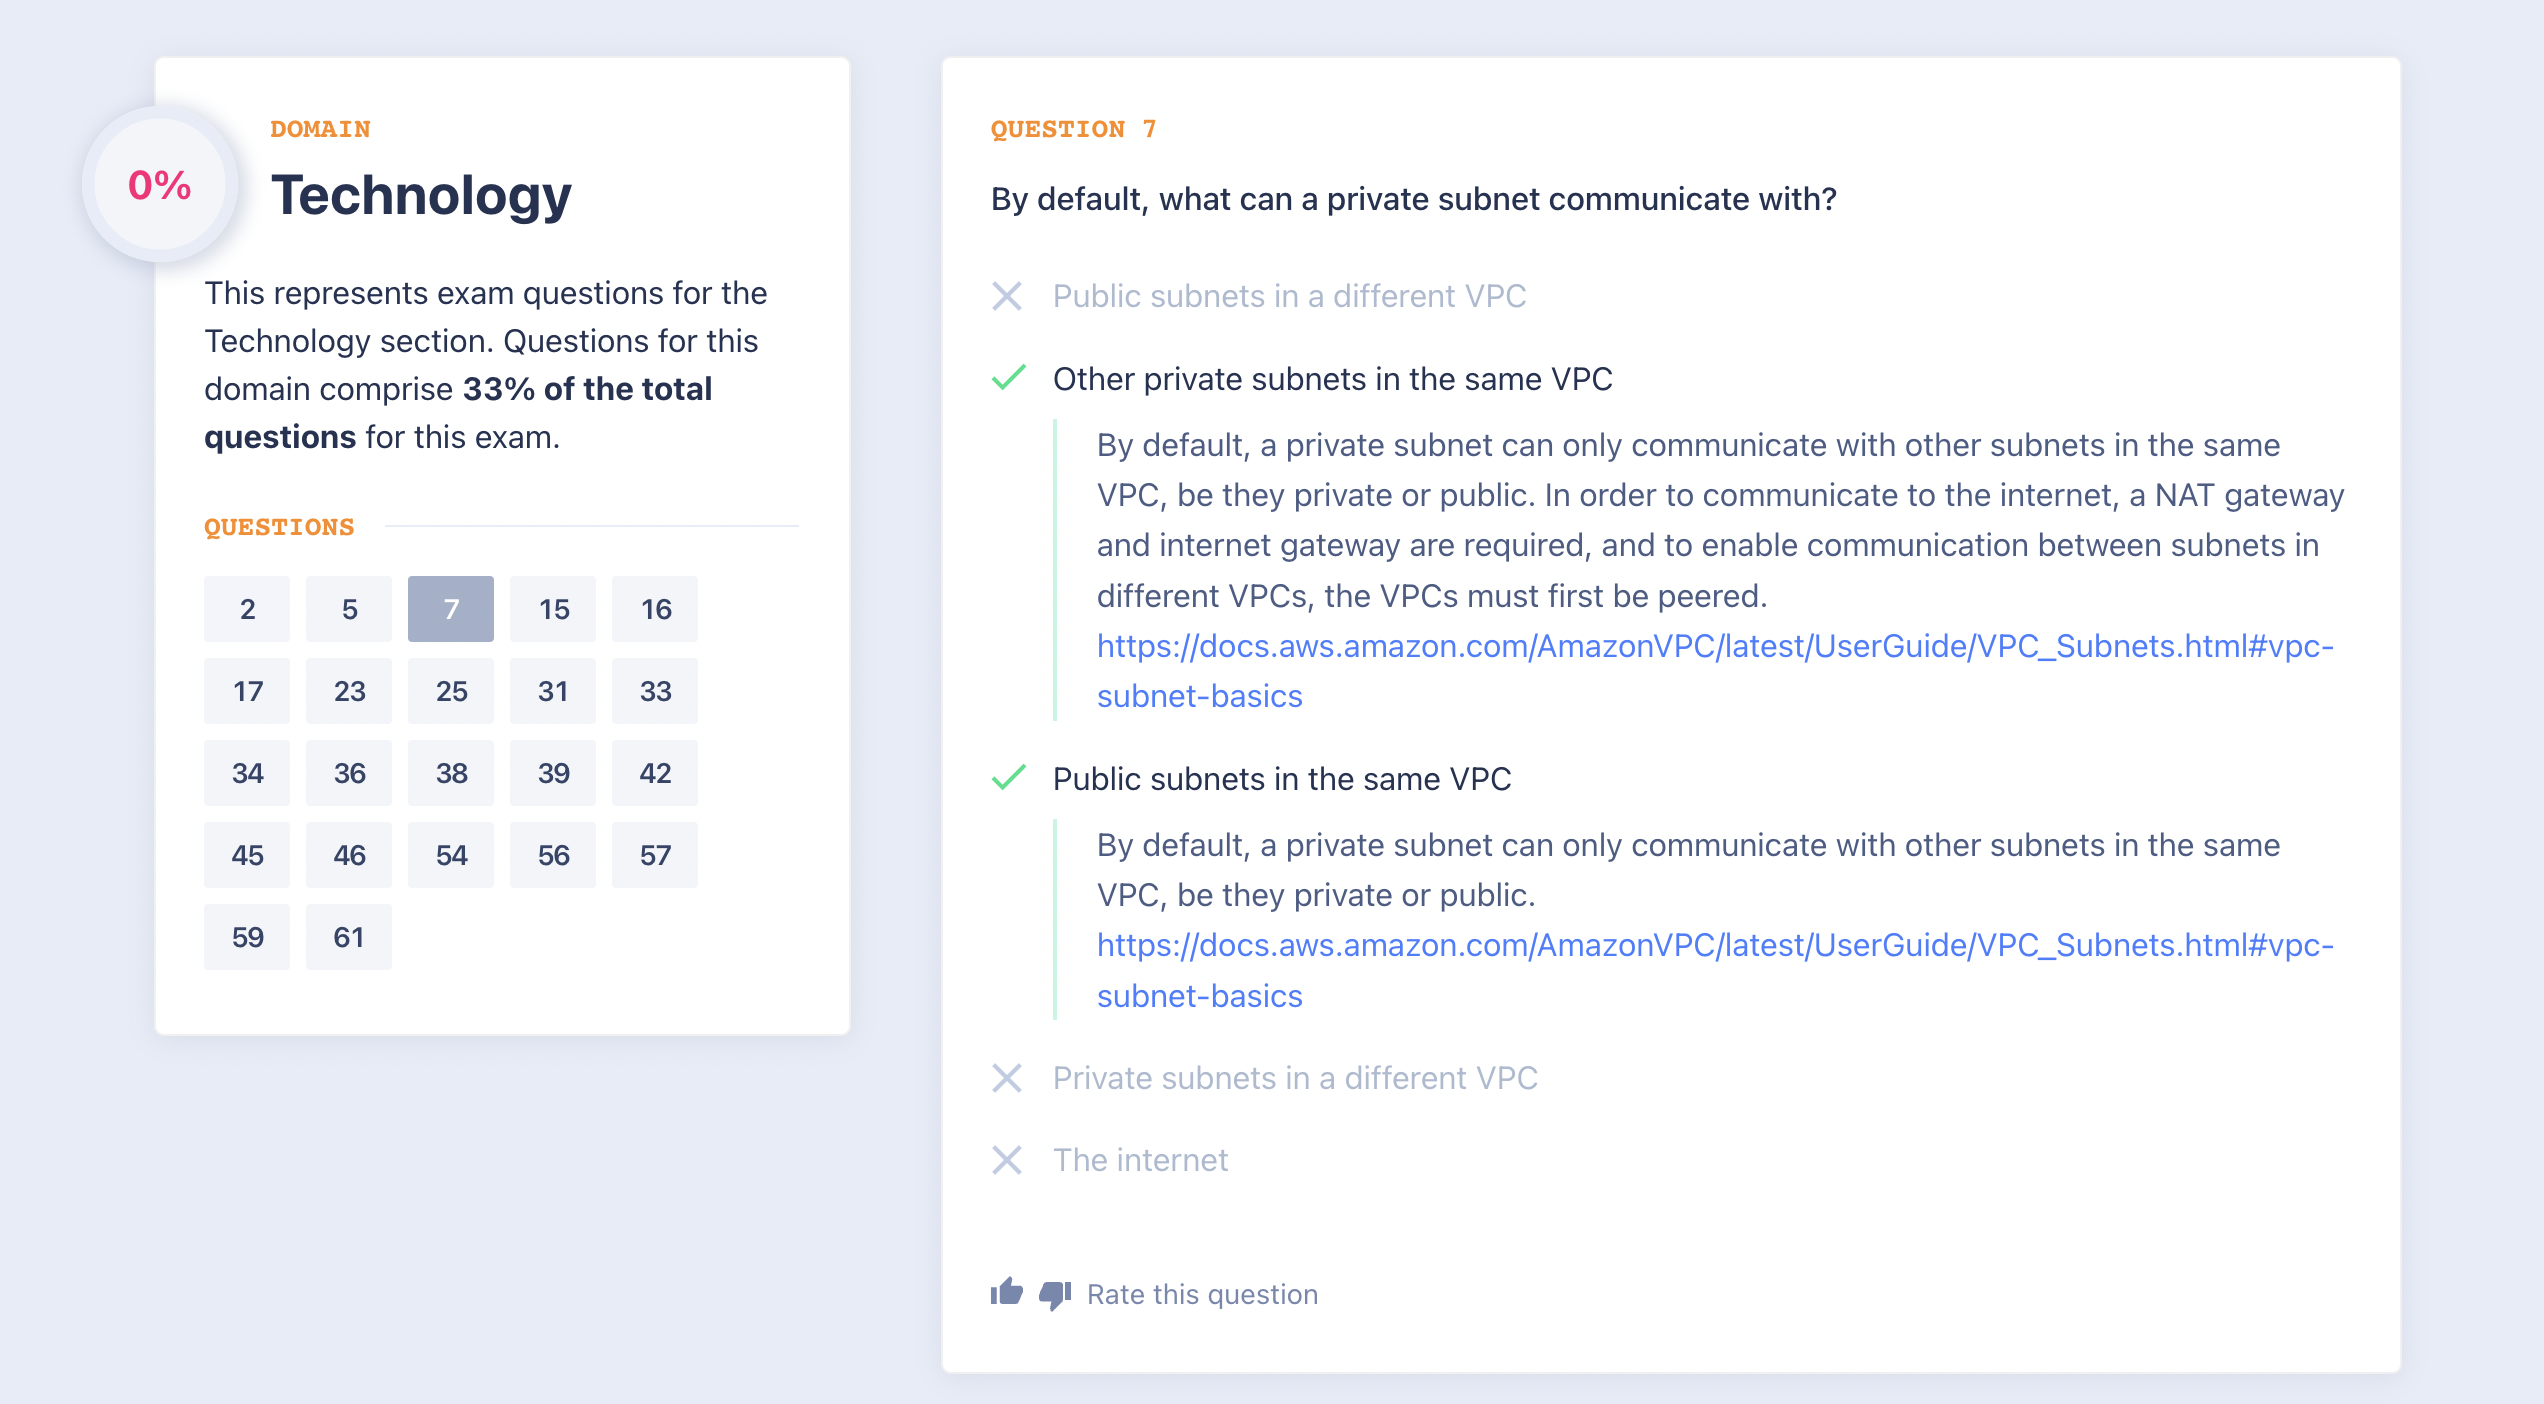 0%
DOMAIN
Technology
This represents exam questions for the
Technology section. Questions for this
domain comprise 33% of the total
questions for this exam.
QUESTIONS
2 5 7 15 16
17 23 25 31 33
34 36 38 39 42
45 46 54 56 57
59 61
QUESTION 7
By default, what can a private subnet communicate with?
Public subnets in a different VPC
Other private subnets in the same VPC
By default, a private subnet can only communicate with other subnets in the same
VPC, be they private or public. In order to communicate to the internet, a NAT gateway
and internet gateway are required, and to enable communication between subnets in
different VPCs, the VPCs must first be peered.
https://docs.aws.amazon.com/AmazonVPC/latest/UserGuide/VPC_Subnets.html#vpc-
subnet-basics
Public subnets in the same VPC
By default, a private subnet can only communicate with other subnets in the same
VPC, be they private or public.
https://docs.aws.amazon.com/AmazonVPC/latest/UserGuide/VPC_Subnets.html#vpc-
subnet-basics
Private subnets in a different VPC
The internet
Rate this question